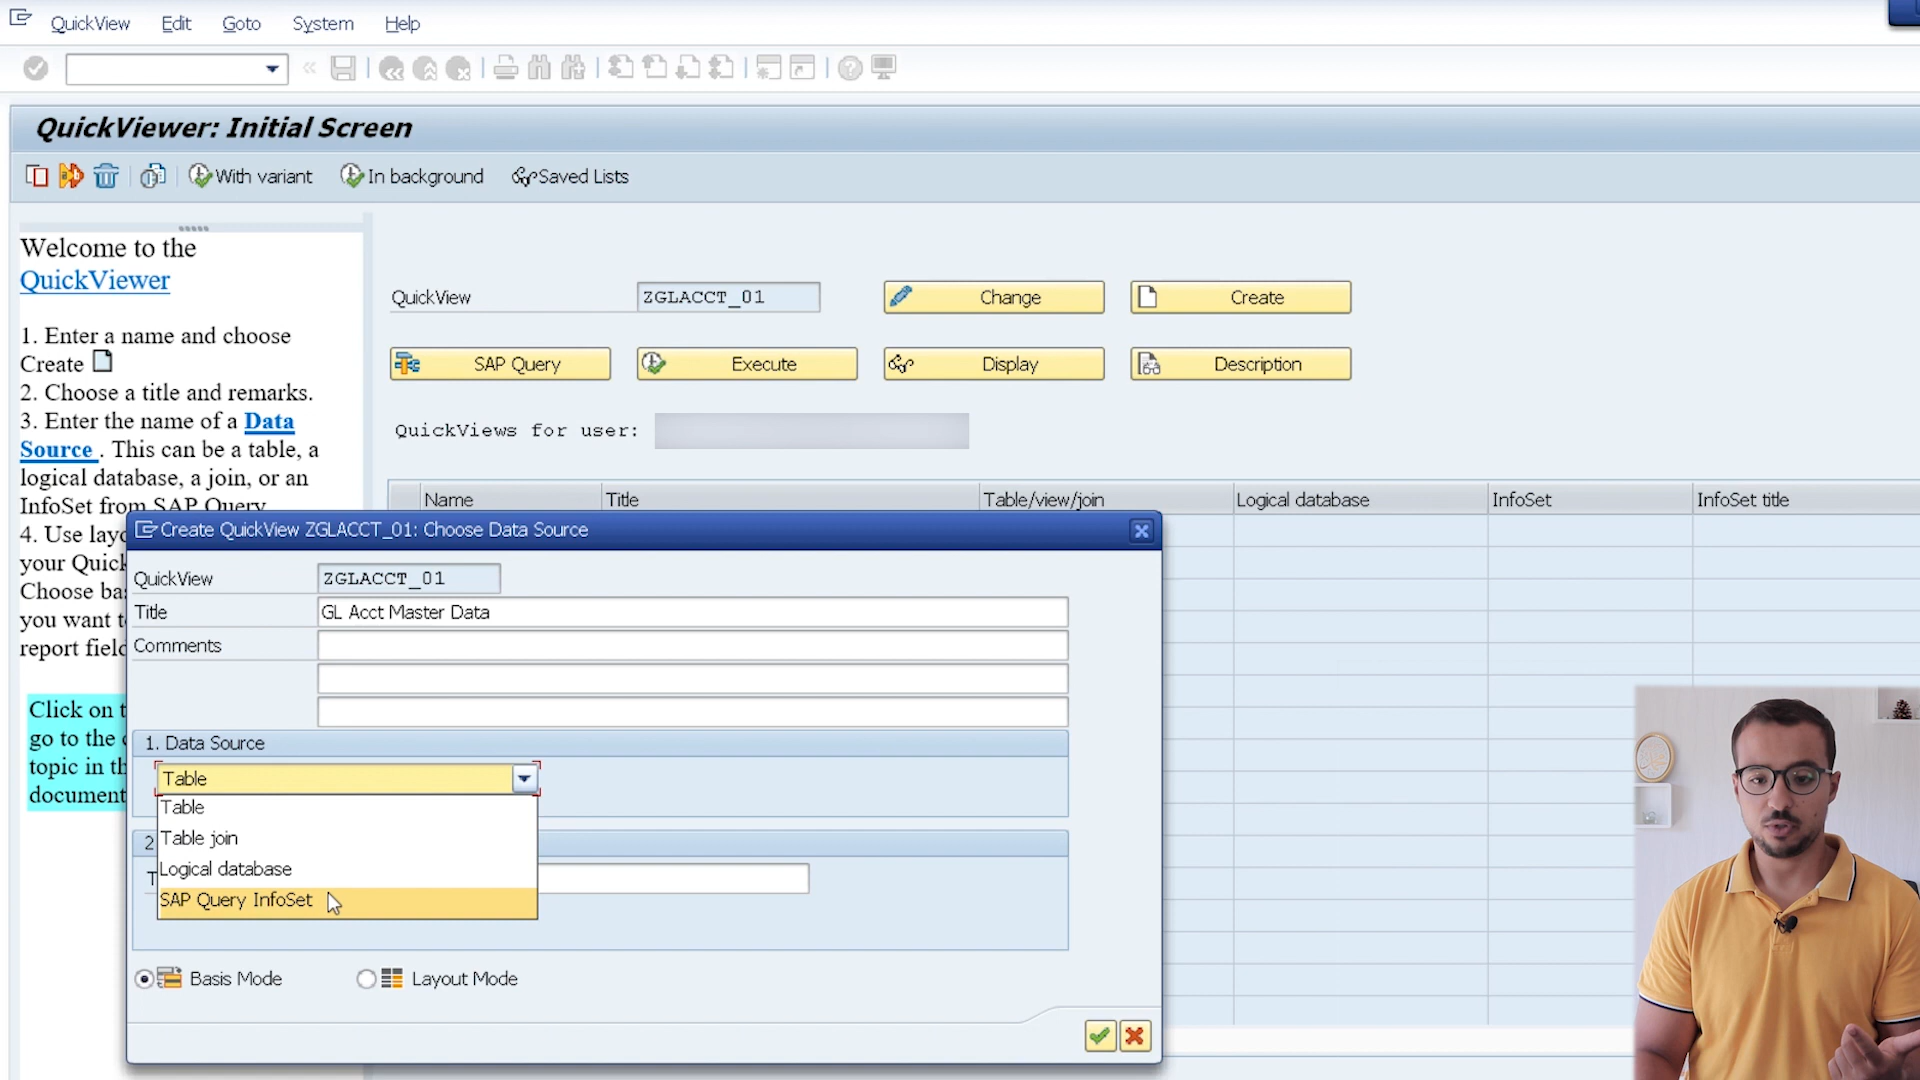 QuickView Edit Goto System Help
QuickViewer: Initial Screen
With variant In background Saved Lists
Welcome to the
QuickViewer
1. Enter a name and choose
Create
2. Choose a title and remarks.
3. Enter the name of a Data
Source . This can be a table, a
logical database, a join, or an
InfoSet from SAP Query
4. Use layo
your Quick
Choose bas
you want t
report field
Click on t
go to the
topic in th
document
QuickView ZGLACCT_01 Change Create
SAP Query Execute Display Description
QuickViews for user:
Name Title Table/view/join Logical database InfoSet InfoSet title
Create QuickView ZGLACCT_01: Choose Data Source
QuickView ZGLACCT_01
Title GL Acct Master Data
Comments
1. Data Source
Table
Table
Table join
Logical database
SAP Query InfoSet
2
T
Basis Mode Layout Mode